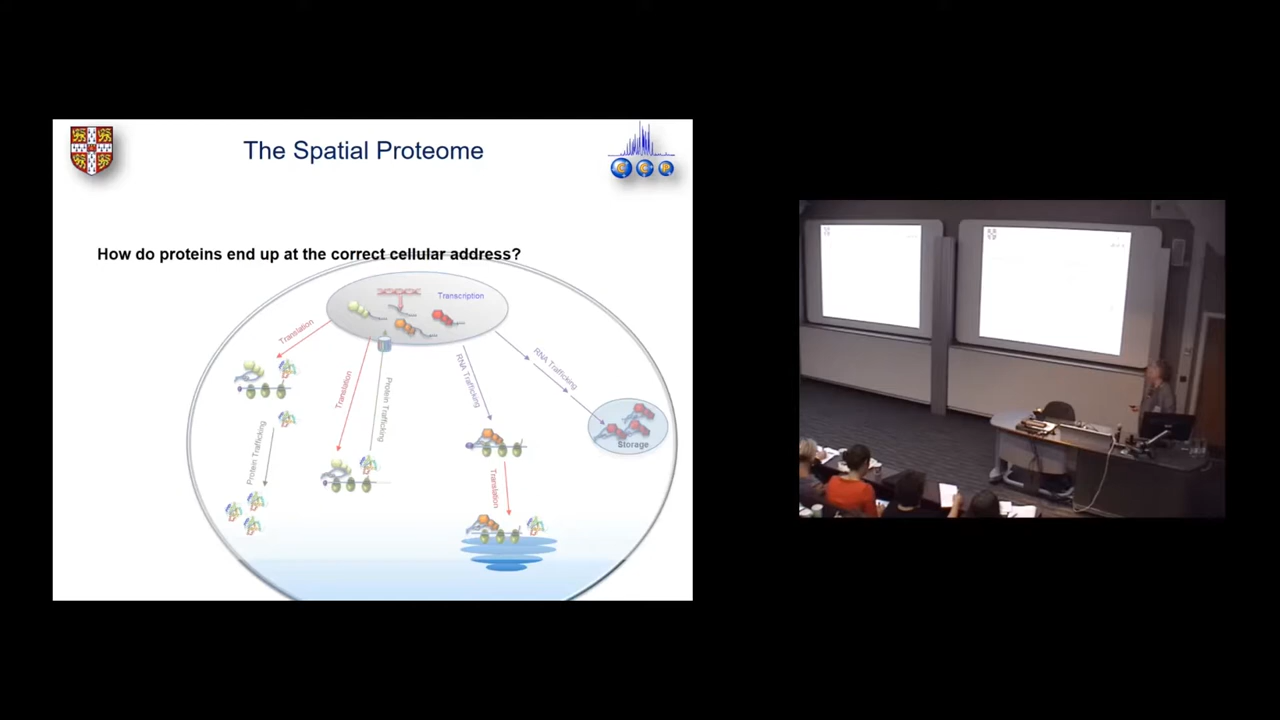 The Spatial Proteome
How do proteins end up at the correct cellular address?
Transcription
Translation
Translation
Protein Trafficking
RNA Trafficking
RNA Trafficking
Protein Trafficking
Storage
Translation
C C P